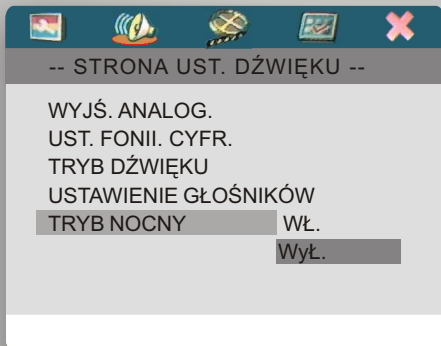 -- STRONA UST. DŹWIĘKU --
WYJŚ. ANALOG.
UST. FONII. CYFR.
TRYB DŹWIĘKU
USTAWIENIE GŁOŚNIKÓW
TRYB NOCNY WŁ.
WyŁ.